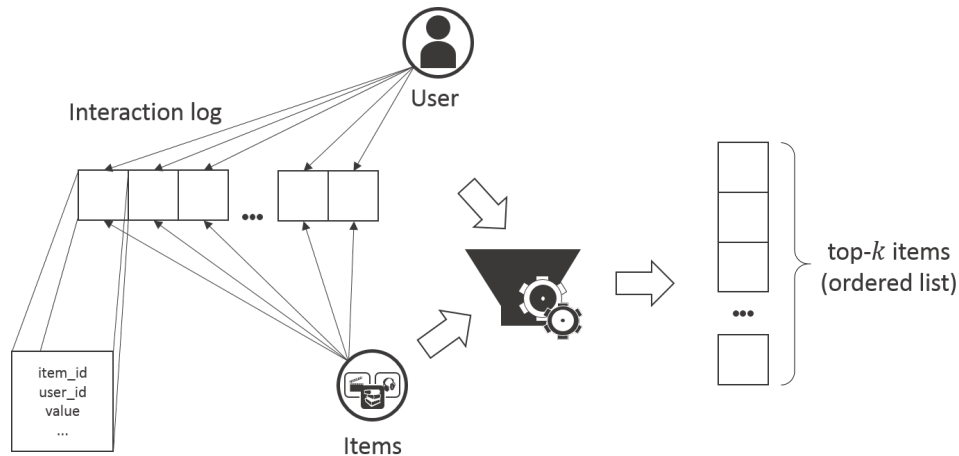 User
Interaction log
...
item_id
user_id
value
...
Items
top-k items
(ordered list)
...